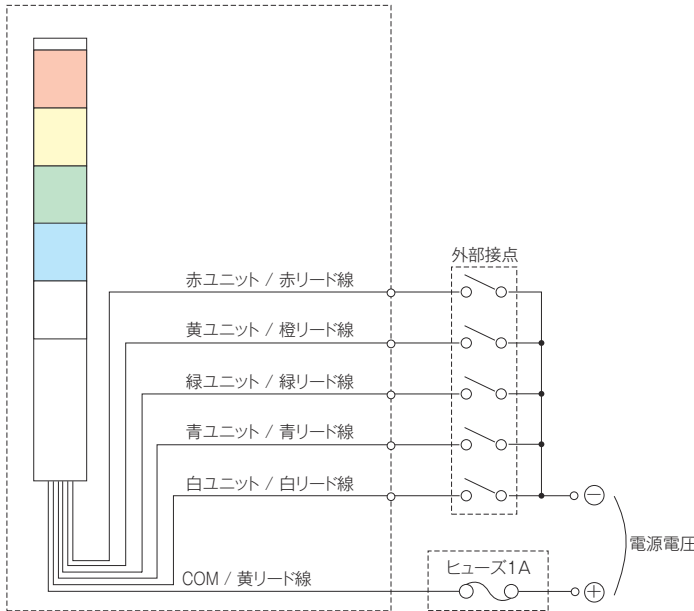 外部接点
赤ユニット / 赤リード線
黄ユニット / 橙リード線
緑ユニット / 緑リード線
青ユニット / 青リード線
白ユニット / 白リード線
−
電源電圧
ヒューズ1A
COM / 黄リード線
+